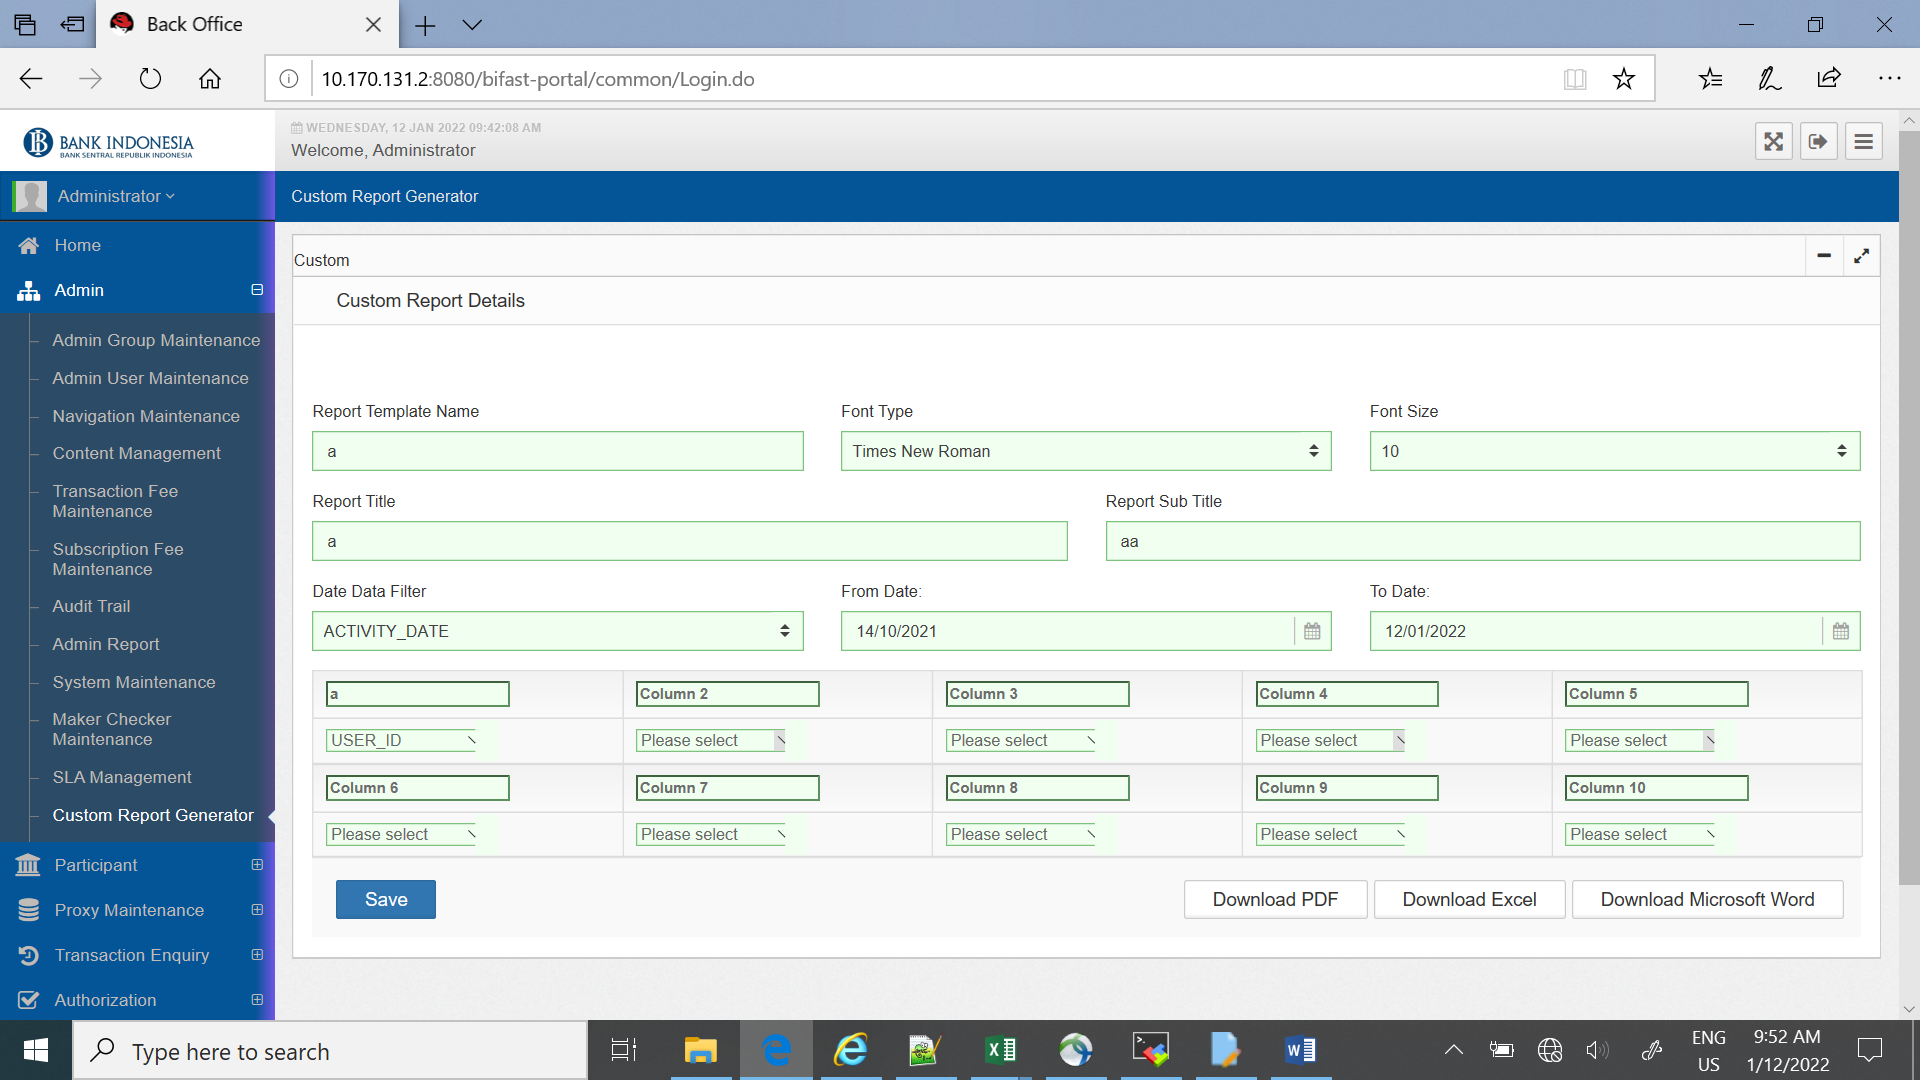 Back Office
10.170.131.2:8080/bifast-portal/common/Login.do
BANK INDONESIA
BANK SENTRAL REPUBLIK INDONESIA
WEDNESDAY, 12 JAN 2022 09:42:08 AM
Welcome, Administrator
Administrator
Custom Report Generator
Home
Admin
Admin Group Maintenance
Admin User Maintenance
Navigation Maintenance
Content Management
Transaction Fee
Maintenance
Subscription Fee
Maintenance
Audit Trail
Admin Report
System Maintenance
Maker Checker
Maintenance
SLA Management
Custom Report Generator
Participant
Proxy Maintenance
Transaction Enquiry
Authorization
Custom
Custom Report Details
Report Template Name Font Type Font Size
a Times New Roman 10
Report Title Report Sub Title
a aa
Date Data Filter From Date: To Date:
ACTIVITY_DATE 14/10/2021 12/01/2022
a Column 2 Column 3 Column 4 Column 5
USER_ID Please select Please select Please select Please select
Column 6 Column 7 Column 8 Column 9 Column 10
Please select Please select Please select Please select Please select
Save Download PDF Download Excel Download Microsoft Word
Type here to search
ENG
US
9:52 AM
1/12/2022